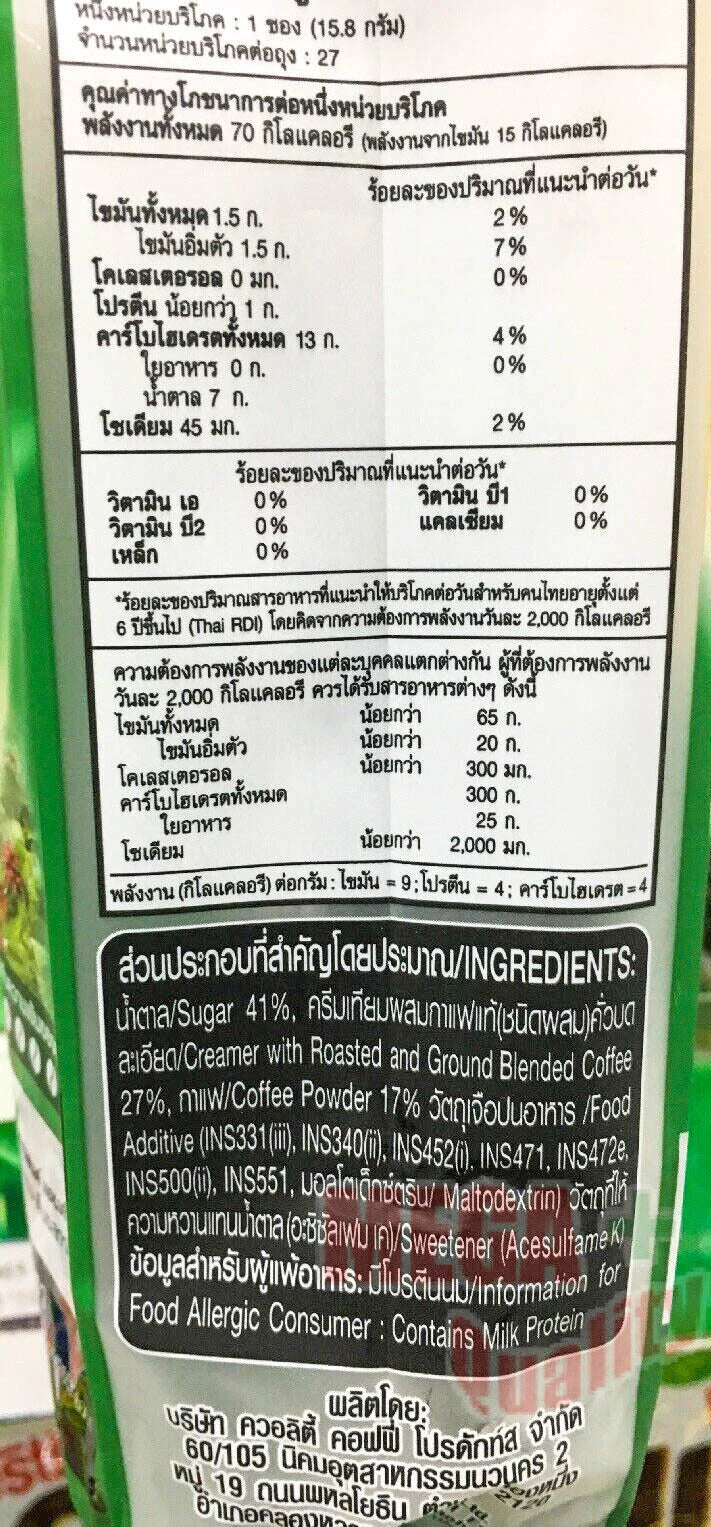 หนึ่งหน่วยบริโภค : 1 ซอง (15.8 กรัม)
จำนวนหน่วยบริโภคต่อถุง : 27
คุณค่าทางโภชนาการต่อหนึ่งหน่วยบริโภค
พลังงานทั้งหมด 70 กิโลแคลอรี (พลังงานจากไขมัน 15 กิโลแคลอรี)
ร้อยละของปริมาณที่แนะนำต่อวัน*
ไขมันทั้งหมด 1.5 ก. 2%
ไขมันอิ่มตัว 1.5 ก. 7%
โคเลสเตอรอล 0 มก. 0%
โปรตีน น้อยกว่า 1 ก.
คาร์โบไฮเดรตทั้งหมด 13 ก. 4%
ใยอาหาร 0 ก. 0%
น้ำตาล 7 ก.
โซเดียม 45 มก. 2%
ร้อยละของปริมาณที่แนะนำต่อวัน*
วิตามิน เอ 0% วิตามิน บี1 0%
วิตามิน บี2 0% แคลเซียม 0%
เหล็ก 0%
*ร้อยละของปริมาณสารอาหารที่แนะนำให้บริโภคต่อวันสำหรับคนไทยอายุตั้งแต่
6 ปีขึ้นไป (Thai RDI) โดยคิดจากความต้องการพลังงานวันละ 2,000 กิโลแคลอรี
ความต้องการพลังงานของแต่ละบุคคลแตกต่างกัน ผู้ที่ต้องการพลังงาน
วันละ 2,000 กิโลแคลอรี ควรได้รับสารอาหารต่างๆ ดังนี้
ไขมันทั้งหมด น้อยกว่า 65 ก.
ไขมันอิ่มตัว น้อยกว่า 20 ก.
โคเลสเตอรอล น้อยกว่า 300 มก.
คาร์โบไฮเดรตทั้งหมด 300 ก.
ใยอาหาร 25 ก.
โซเดียม น้อยกว่า 2,000 มก.
พลังงาน (กิโลแคลอรี) ต่อกรัม : ไขมัน = 9 ; โปรตีน = 4 ; คาร์โบไฮเดรต = 4
ส่วนประกอบที่สำคัญโดยประมาณ/INGREDIENTS:
น้ำตาล/Sugar 41%, ครีมเทียมผสมกาแฟแท้(ชนิดผสม)คั่วบด
ละเอียด/Creamer with Roasted and Ground Blended Coffee
27%, กาแฟ/Coffee Powder 17% วัตถุเจือปนอาหาร /Food
Additive (INS331(iii), INS340(ii), INS452(i), INS471, INS472e,
INS500(ii), INS551, มอลโตเด็กซ์ตริน/ Maltodextrin) วัตถุที่ให้
ความหวานแทนน้ำตาล (อะซิซัลเฟม เค)/Sweetener (Acesulfame K)
ข้อมูลสำหรับผู้แพ้อาหาร: มีโปรตีนนม/Information for
Food Allergic Consumer : Contains Milk Protein
MEGA
Quality
ผลิตโดย:
บริษัท ควอลิตี้ คอฟฟี่ โปรดักท์ส จำกัด
60/105 นิคมอุตสาหกรรมนวนคร 2
หมู่ 19 ถนนพหลโยธิน